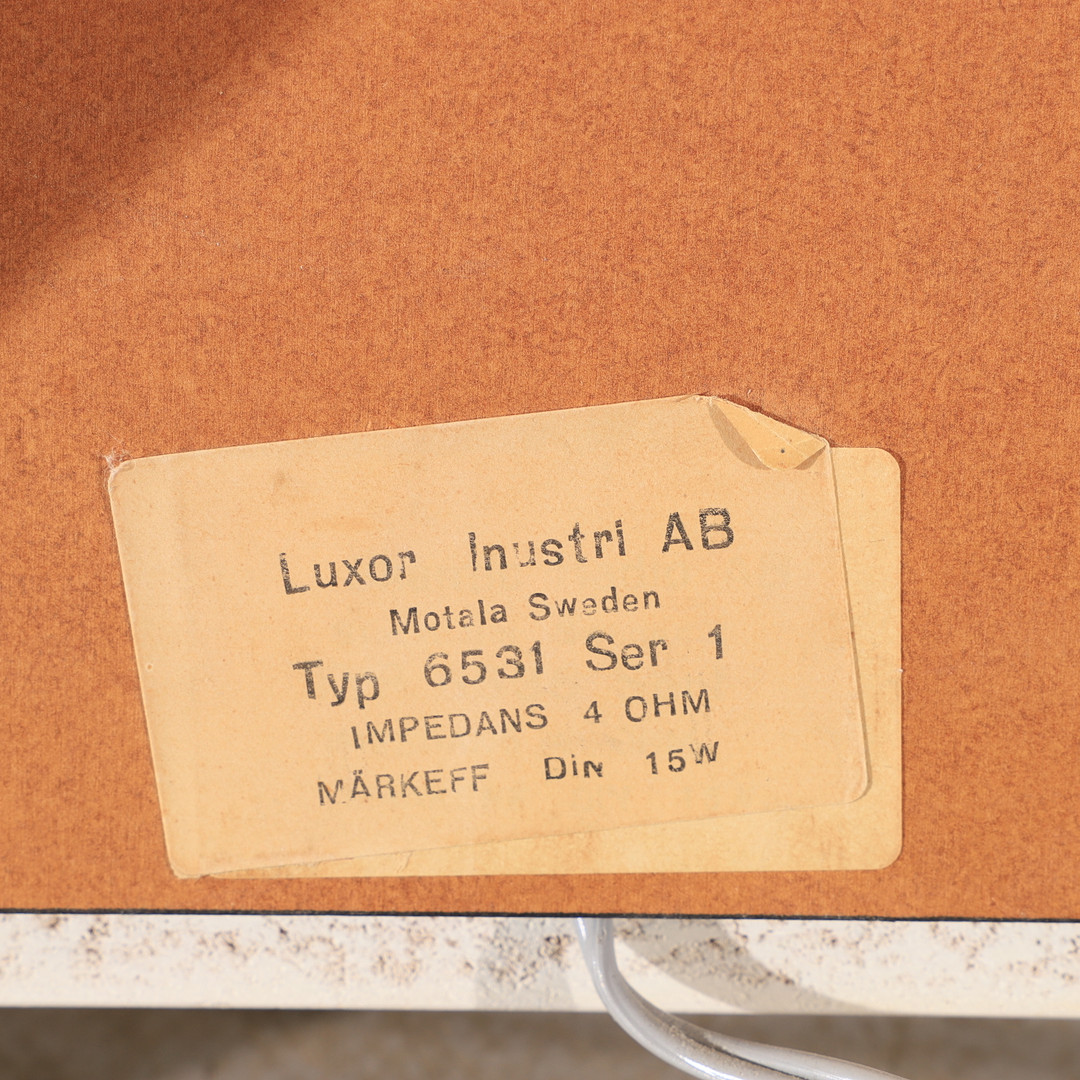 Luxor Inustri AB
Motala Sweden
Typ 6531 Ser 1
IMPEDANS 4 OHM
MÄRKEFF DiN 15W